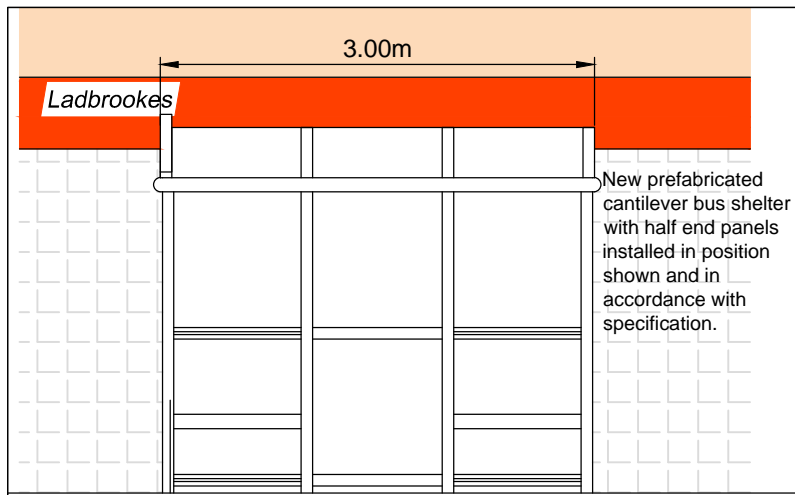 3.00m
Ladbrookes
New prefabricated
cantilever bus shelter
with half end panels
installed in position
shown and in
accordance with
specification.